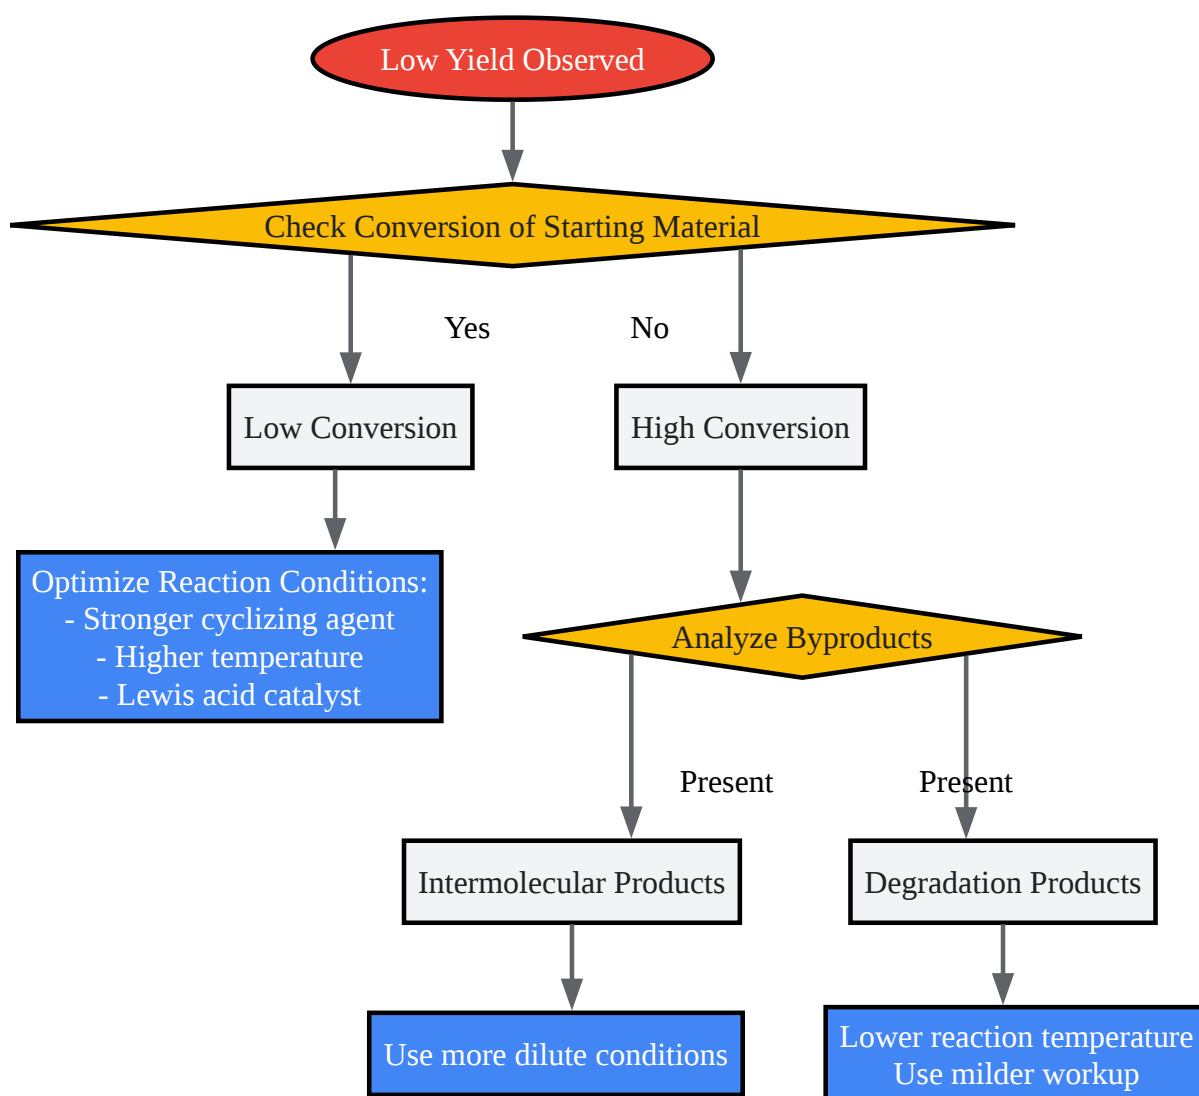 Low Yield Observed
Check Conversion of Starting Material
Yes
No
Low Conversion
High Conversion
Optimize Reaction Conditions:
- Stronger cyclizing agent
- Higher temperature
- Lewis acid catalyst
Analyze Byproducts
Present
Present
Intermolecular Products
Degradation Products
Use more dilute conditions
Lower reaction temperature
Use milder workup